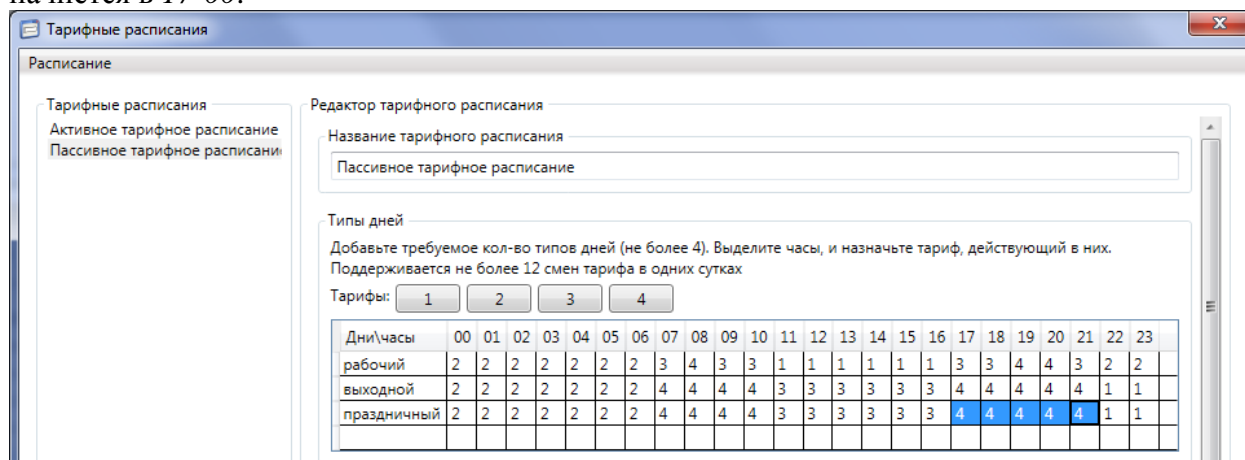 начнется в 17-00.
Тарифные расписания
Расписание
Тарифные расписания
Активное тарифное расписание
Пассивное тарифное расписани
Редактор тарифного расписания
Название тарифного расписания
Пассивное тарифное расписание
Типы дней
Добавьте требуемое кол-во типов дней (не более 4). Выделите часы, и назначьте тариф, действующий в них.
Поддерживается не более 12 смен тарифа в одних сутках
Тарифы: 1 2 3 4
Дни\часы 00 01 02 03 04 05 06 07 08 09 10 11 12 13 14 15 16 17 18 19 20 21 22 23
рабочий 2 2 2 2 2 2 2 3 4 3 3 1 1 1 1 1 1 3 3 4 4 3 2 2
выходной 2 2 2 2 2 2 2 4 4 4 4 3 3 3 3 3 3 4 4 4 4 4 1 1
праздничный 2 2 2 2 2 2 2 4 4 4 4 3 3 3 3 3 3 4 4 4 4 4 1 1